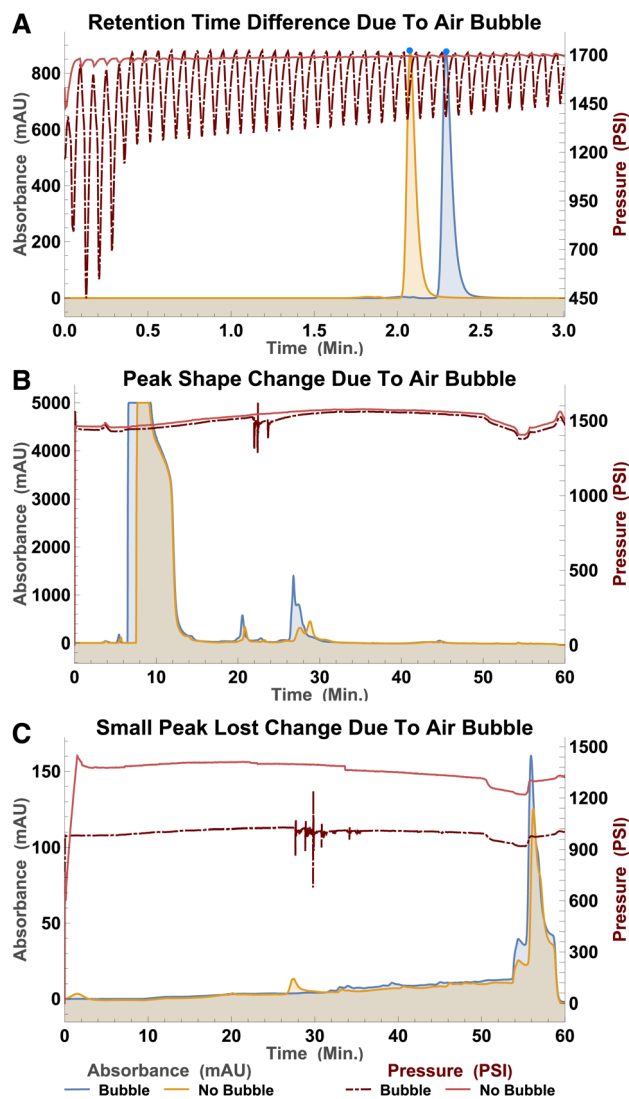 A Retention Time Difference Due To Air Bubble
Absorbance (mAU)
800
600
400
200
0
1700
1450
1200
950
700
450
Pressure (PSI)
0.0 0.5 1.0 1.5 2.0 2.5 3.0
Time (Min.)
B Peak Shape Change Due To Air Bubble
Absorbance (mAU)
5000
4000
3000
2000
1000
0
1500
1000
500
0
Pressure (PSI)
0 10 20 30 40 50 60
Time (Min.)
C Small Peak Lost Change Due To Air Bubble
Absorbance (mAU)
150
100
50
0
1500
1200
900
600
300
0
Pressure (PSI)
0 10 20 30 40 50 60
Time (Min.)
Absorbance (mAU) Pressure (PSI)
Bubble No Bubble Bubble No Bubble